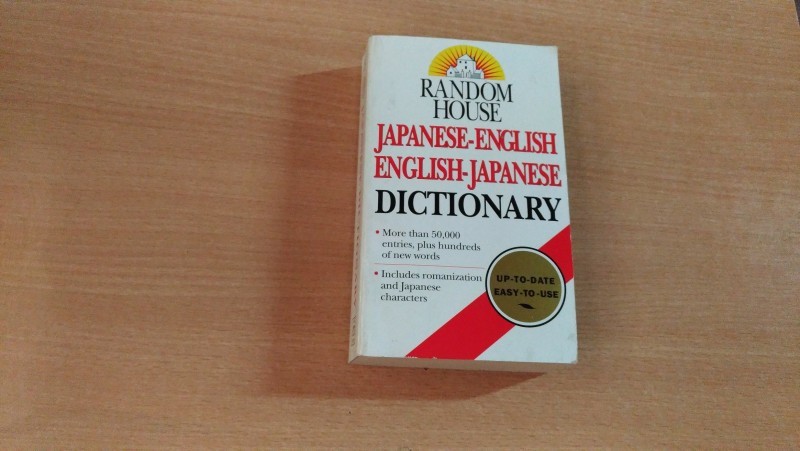 RANDOM
HOUSE
JAPANESE-ENGLISH
ENGLISH-JAPANESE
DICTIONARY
• More than 50,000
entries, plus hundreds
of new words
• Includes romanization
and Japanese
characters
UP-TO-DATE
EASY-TO-USE